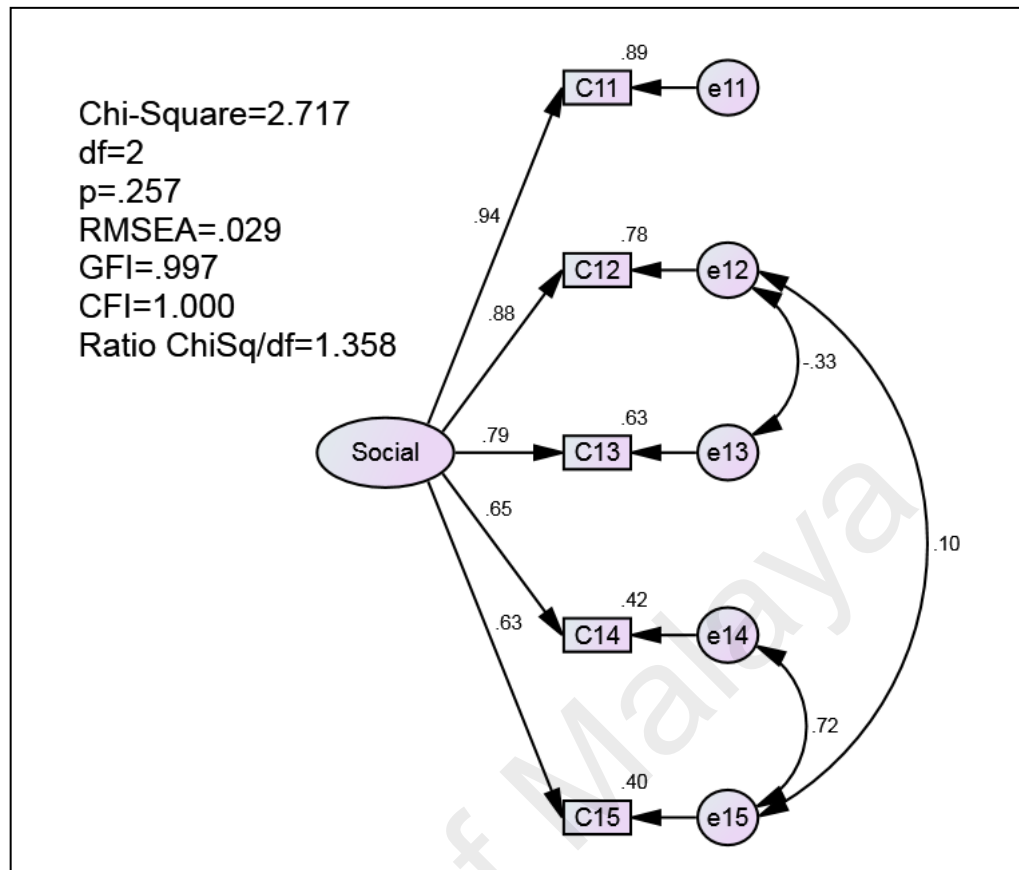 Chi-Square=2.717
df=2
p=.257
RMSEA=.029
GFI=.997
CFI=1.000
Ratio ChiSq/df=1.358
.89
C11
e11
.94
.78
C12
e12
.88
-.33
Social
.79
.63
C13
e13
.65
.10
.42
C14
e14
.63
.72
.40
C15
e15
of Malaya